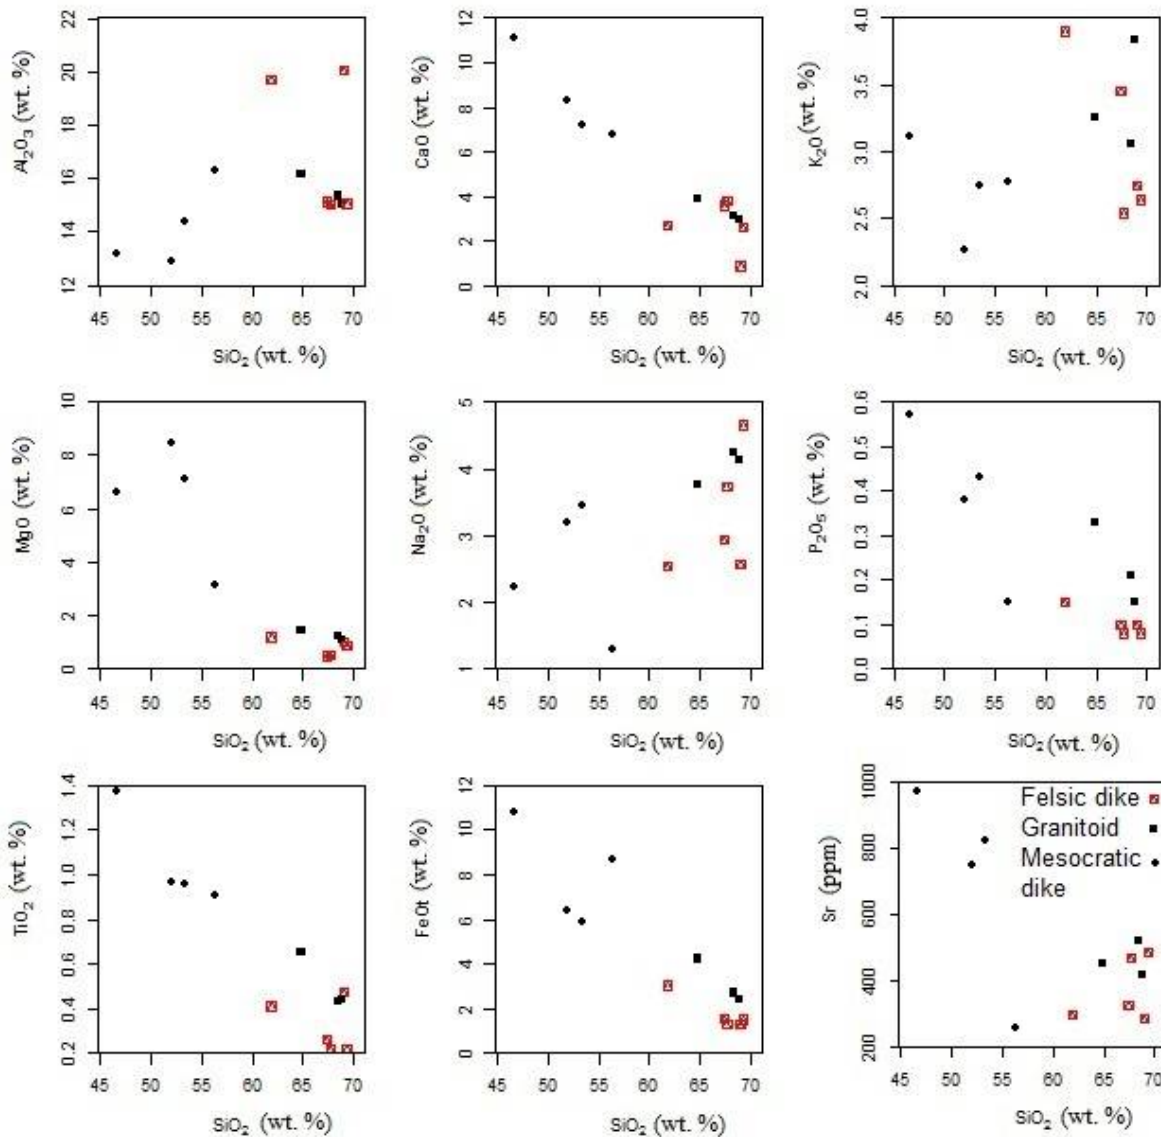 Al₂O₃ (wt. %)
22
20
18
16
14
12
45 50 55 60 65 70
SiO₂ (wt. %)
CaO (wt. %)
12
10
8
6
4
2
0
45 50 55 60 65 70
SiO₂ (wt. %)
K₂O (wt. %)
4.0
3.5
3.0
2.5
2.0
45 50 55 60 65 70
SiO₂ (wt. %)
MgO (wt. %)
10
8
6
4
2
0
45 50 55 60 65 70
SiO₂ (wt. %)
Na₂O (wt. %)
5
4
3
2
1
45 50 55 60 65 70
SiO₂ (wt. %)
P₂O₅ (wt. %)
0.6
0.5
0.4
0.3
0.2
0.1
0.0
45 50 55 60 65 70
SiO₂ (wt. %)
TiO₂ (wt. %)
1.4
1.2
1.0
0.8
0.6
0.4
0.2
45 50 55 60 65 70
SiO₂ (wt. %)
FeOt (wt. %)
12
10
8
6
4
2
0
45 50 55 60 65 70
SiO₂ (wt. %)
Sr (ppm)
1000
800
600
400
200
Felsic dike
Granitoid
Mesocratic
dike
45 50 55 60 65 70
SiO₂ (wt. %)